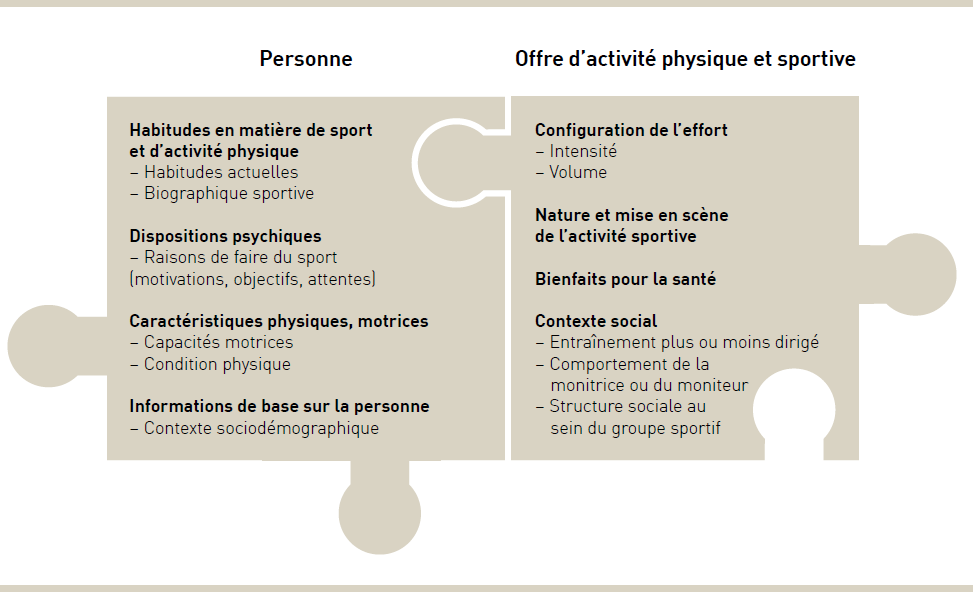 Personne
Habitudes en matière de sport
et d’activité physique
– Habitudes actuelles
– Biographique sportive
Dispositions psychiques
– Raisons de faire du sport
(motivations, objectifs, attentes)
Caractéristiques physiques, motrices
– Capacités motrices
– Condition physique
Informations de base sur la personne
– Contexte sociodémographique
Offre d’activité physique et sportive
Configuration de l’effort
– Intensité
– Volume
Nature et mise en scène
de l’activité sportive
Bienfaits pour la santé
Contexte social
– Entraînement plus ou moins dirigé
– Comportement de la
monitrice ou du moniteur
– Structure sociale au
sein du groupe sportif